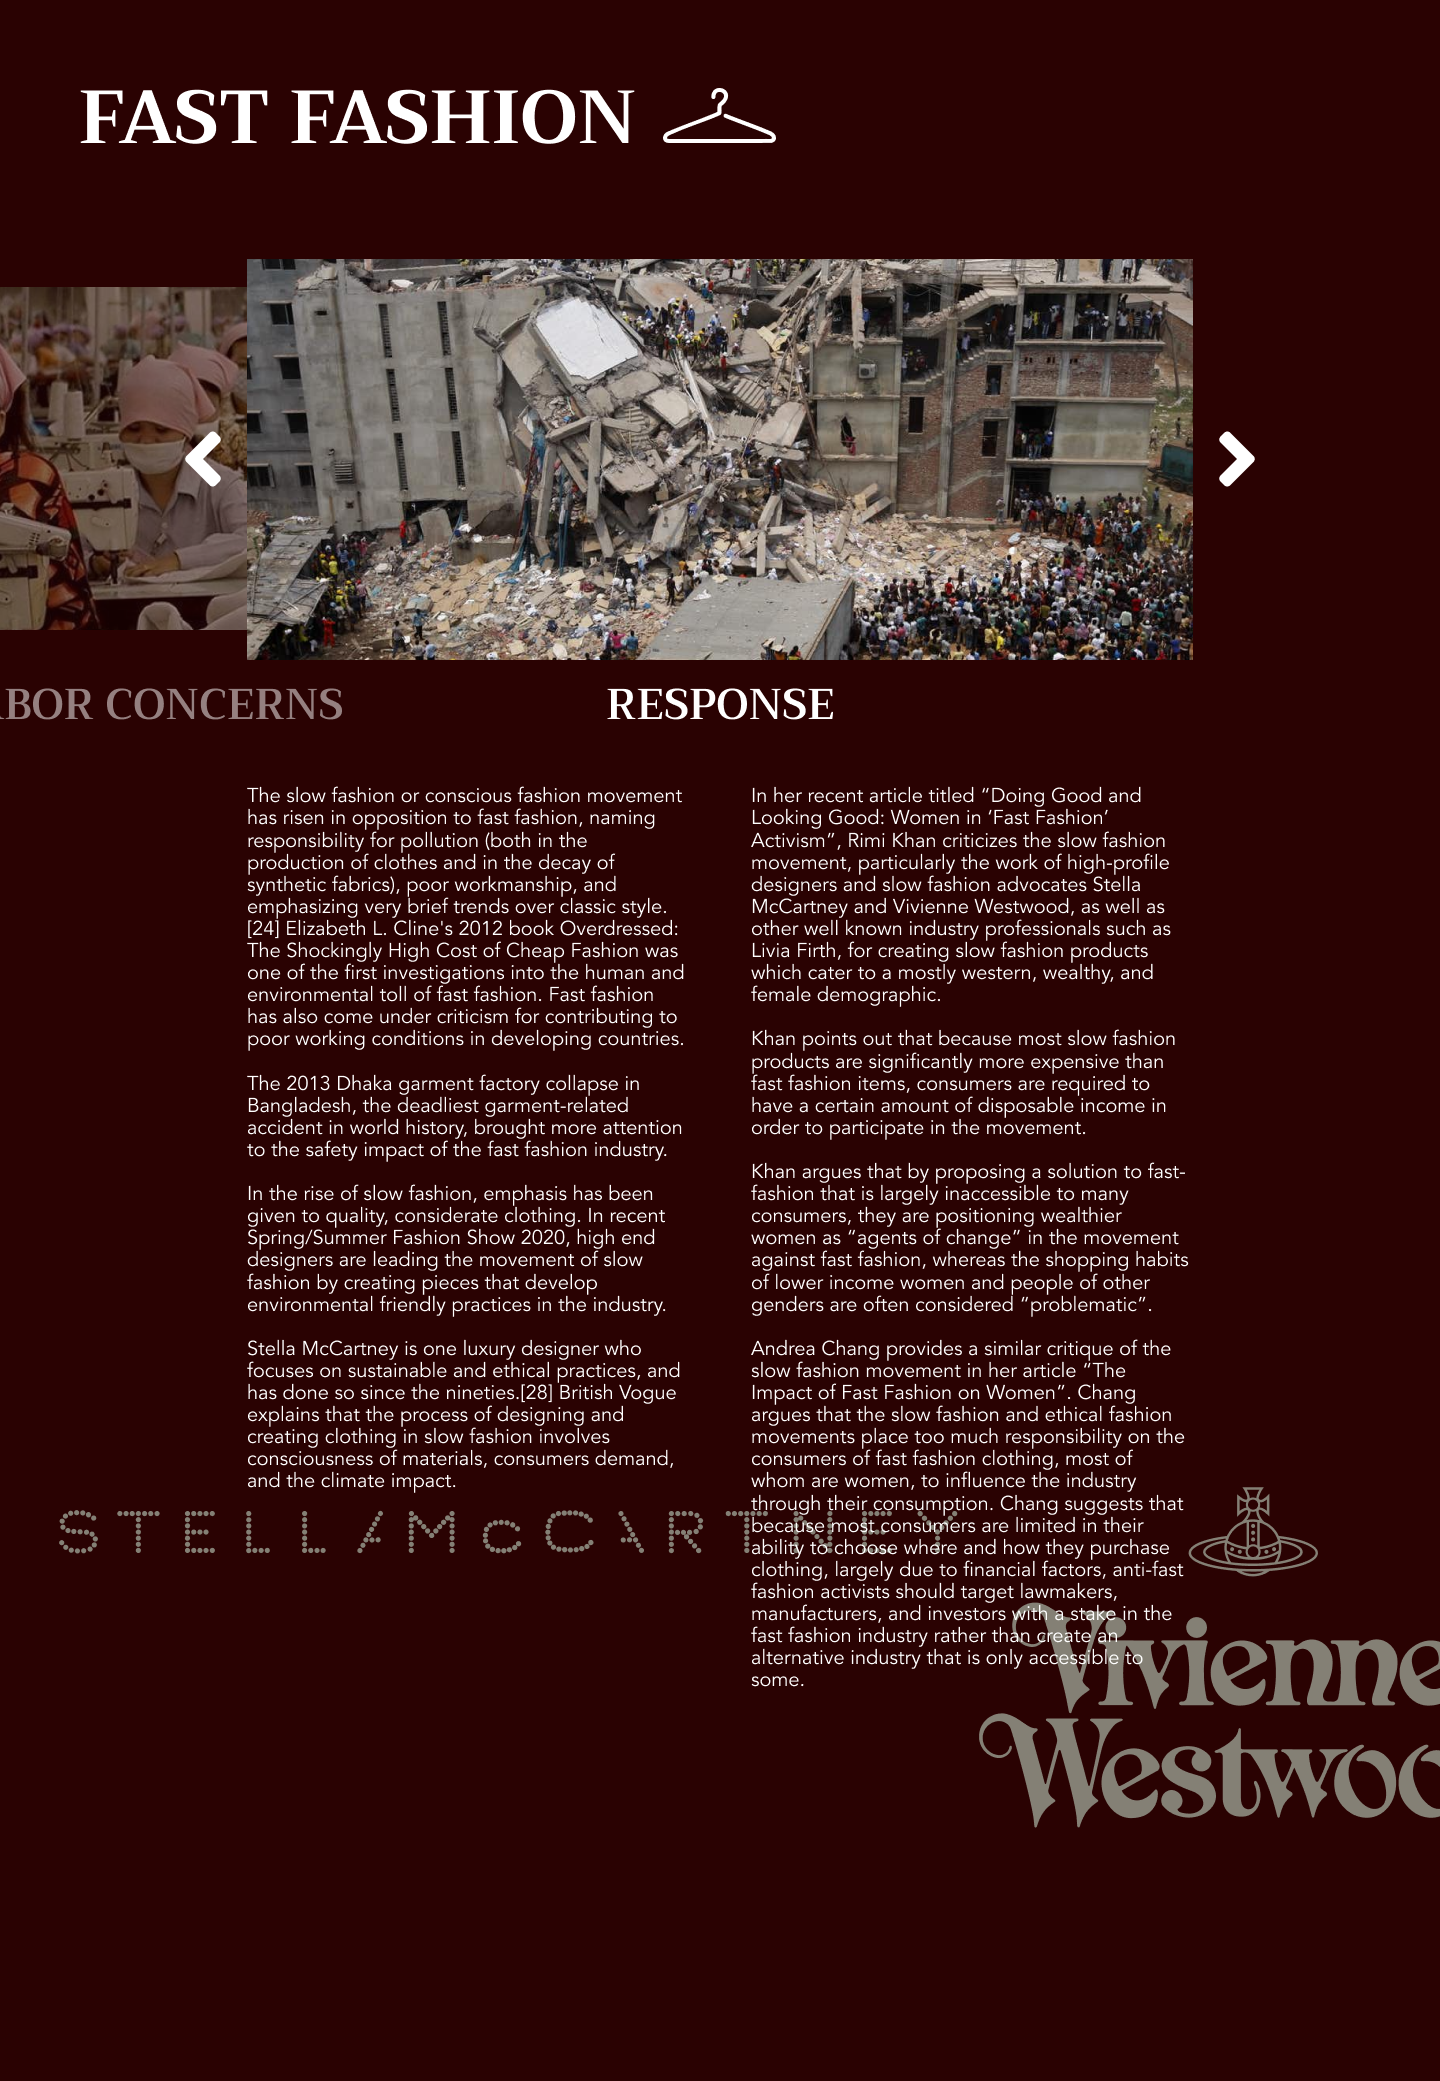 FAST FASHION
ABOR CONCERNS
RESPONSE
The slow fashion or conscious fashion movement
has risen in opposition to fast fashion, naming
responsibility for pollution (both in the
production of clothes and in the decay of
synthetic fabrics), poor workmanship, and
emphasizing very brief trends over classic style.
[24] Elizabeth L. Cline's 2012 book Overdressed:
The Shockingly High Cost of Cheap Fashion was
one of the first investigations into the human and
environmental toll of fast fashion. Fast fashion
has also come under criticism for contributing to
poor working conditions in developing countries.
The 2013 Dhaka garment factory collapse in
Bangladesh, the deadliest garment-related
accident in world history, brought more attention
to the safety impact of the fast fashion industry.
In the rise of slow fashion, emphasis has been
given to quality, considerate clothing. In recent
Spring/Summer Fashion Show 2020, high end
designers are leading the movement of slow
fashion by creating pieces that develop
environmental friendly practices in the industry.
Stella McCartney is one luxury designer who
focuses on sustainable and ethical practices, and
has done so since the nineties.[28] British Vogue
explains that the process of designing and
creating clothing in slow fashion involves
consciousness of materials, consumers demand,
and the climate impact.
In her recent article titled “Doing Good and
Looking Good: Women in ‘Fast Fashion’
Activism”, Rimi Khan criticizes the slow fashion
movement, particularly the work of high-profile
designers and slow fashion advocates Stella
McCartney and Vivienne Westwood, as well as
other well known industry professionals such as
Livia Firth, for creating slow fashion products
which cater to a mostly western, wealthy, and
female demographic.
Khan points out that because most slow fashion
products are significantly more expensive than
fast fashion items, consumers are required to
have a certain amount of disposable income in
order to participate in the movement.
Khan argues that by proposing a solution to fast-
fashion that is largely inaccessible to many
consumers, they are positioning wealthier
women as “agents of change” in the movement
against fast fashion, whereas the shopping habits
of lower income women and people of other
genders are often considered “problematic”.
Andrea Chang provides a similar critique of the
slow fashion movement in her article “The
Impact of Fast Fashion on Women”. Chang
argues that the slow fashion and ethical fashion
movements place too much responsibility on the
consumers of fast fashion clothing, most of
whom are women, to influence the industry
through their consumption. Chang suggests that
because most consumers are limited in their
ability to choose where and how they purchase
clothing, largely due to financial factors, anti-fast
fashion activists should target lawmakers,
manufacturers, and investors with a stake in the
fast fashion industry rather than create an
alternative industry that is only accessible to
some.
STELLA McCARTNEY
Vivienne
Westwoo